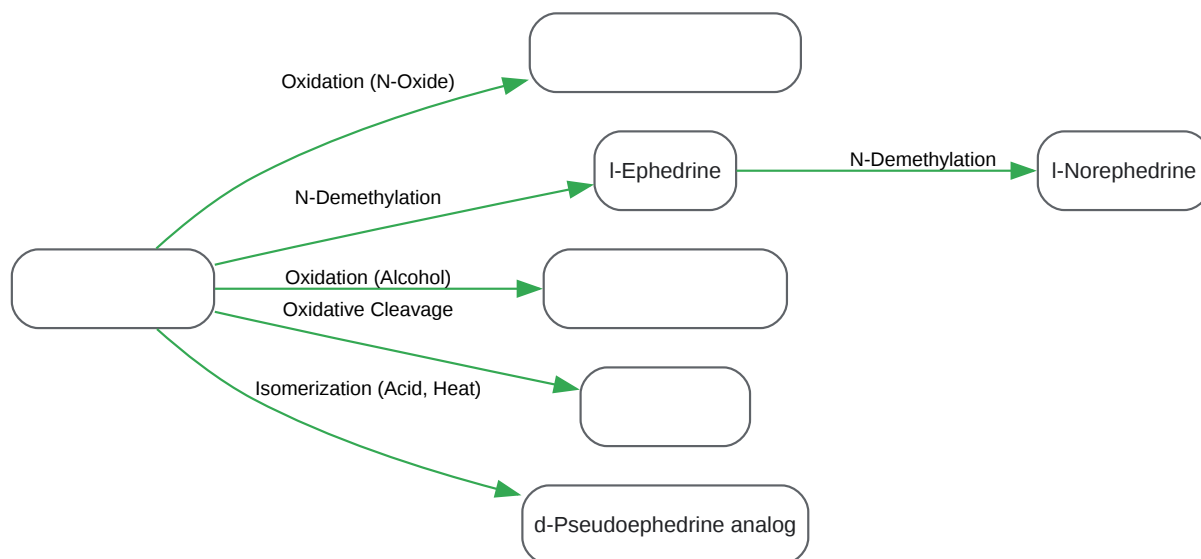 Oxidation (N-Oxide)
N-Demethylation
l-Ephedrine
N-Demethylation
l-Norephedrine
Oxidation (Alcohol)
Oxidative Cleavage
Isomerization (Acid, Heat)
d-Pseudoephedrine analog